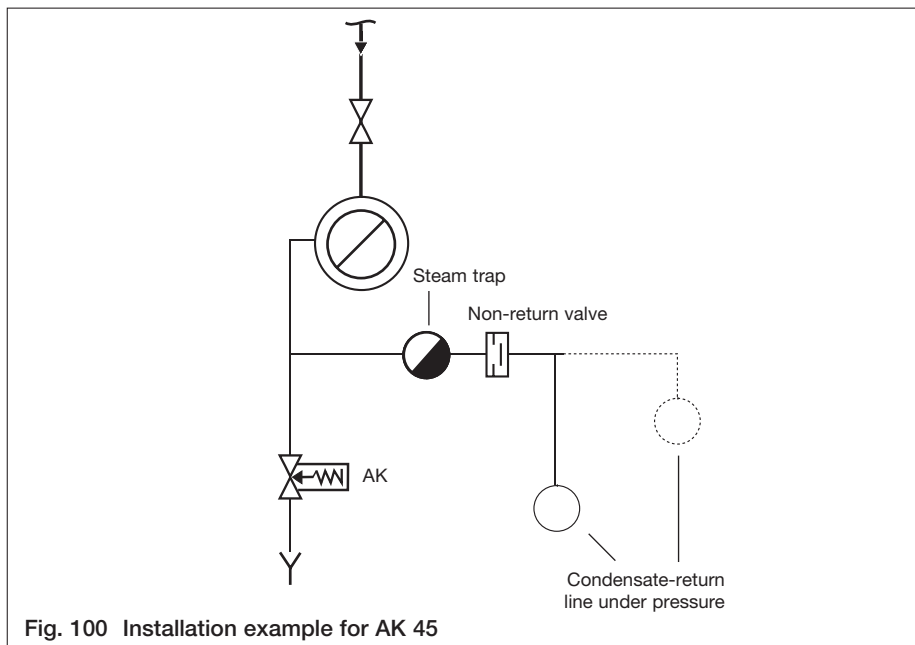 Steam trap
Non-return valve
AK
Condensate-return
line under pressure
Fig. 100 Installation example for AK 45